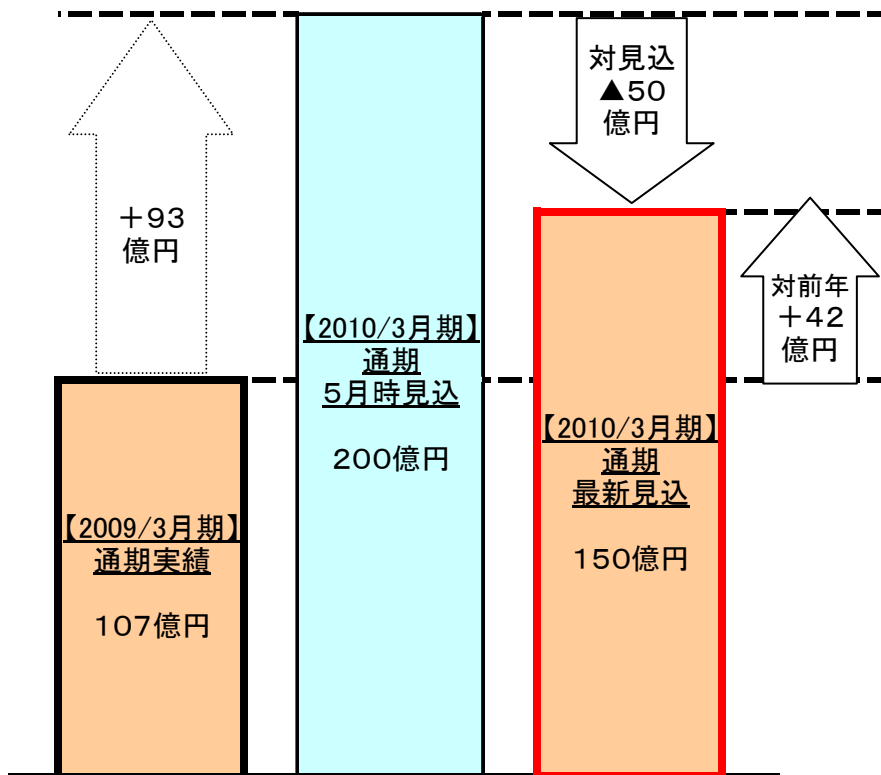 ＋93
億円
【2009/3月期】
通期実績
107億円
【2010/3月期】
通期
5月時見込
200億円
対見込
▲50
億円
【2010/3月期】
通期
最新見込
150億円
対前年
＋42
億円